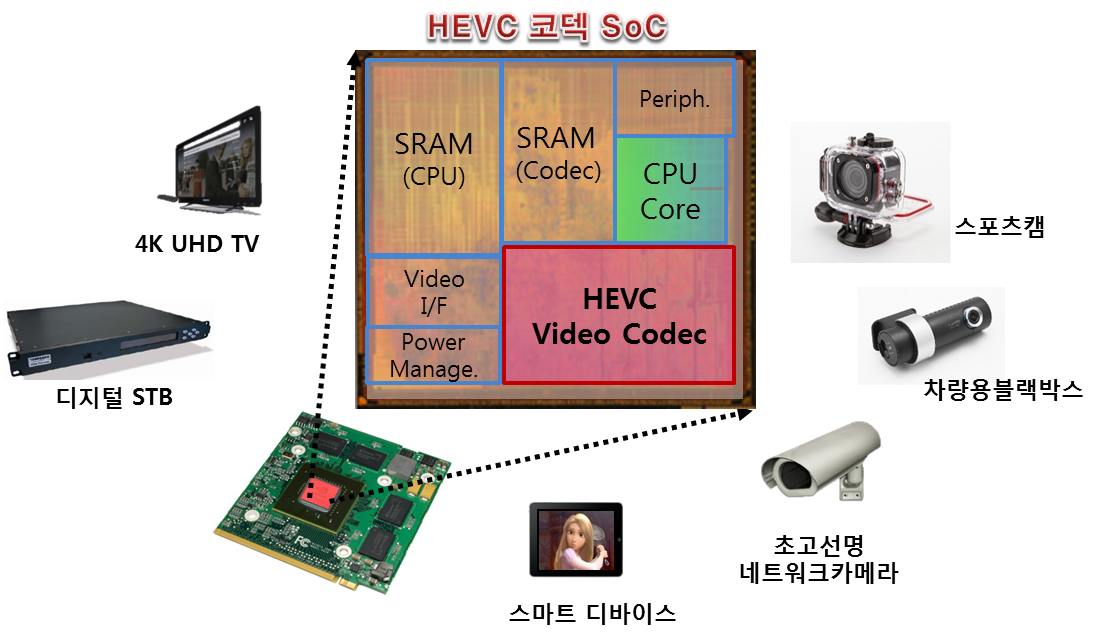 HEVC 코덱 SoC
SRAM
(CPU)
SRAM
(Codec)
Periph.
CPU
Core
Video
I/F
Power
Manage.
HEVC
Video Codec
4K UHD TV
디지털 STB
스포츠캠
차량용블랙박스
초고선명
네트워크카메라
스마트 디바이스
FC